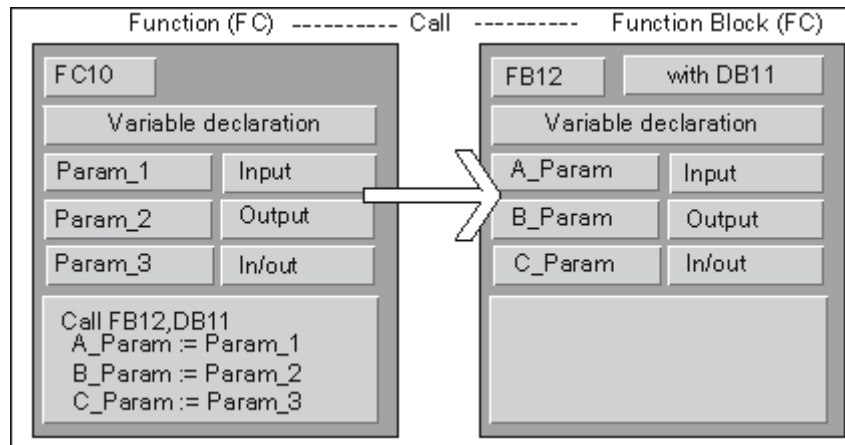 Function (FC) ---------- Call ---------- Function Block (FC)
FC10
Variable declaration
Param_1 Input
Param_2 Output
Param_3 In/out
Call FB12,DB11
A_Param := Param_1
B_Param := Param_2
C_Param := Param_3
FB12 with DB11
Variable declaration
A_Param Input
B_Param Output
C_Param In/out